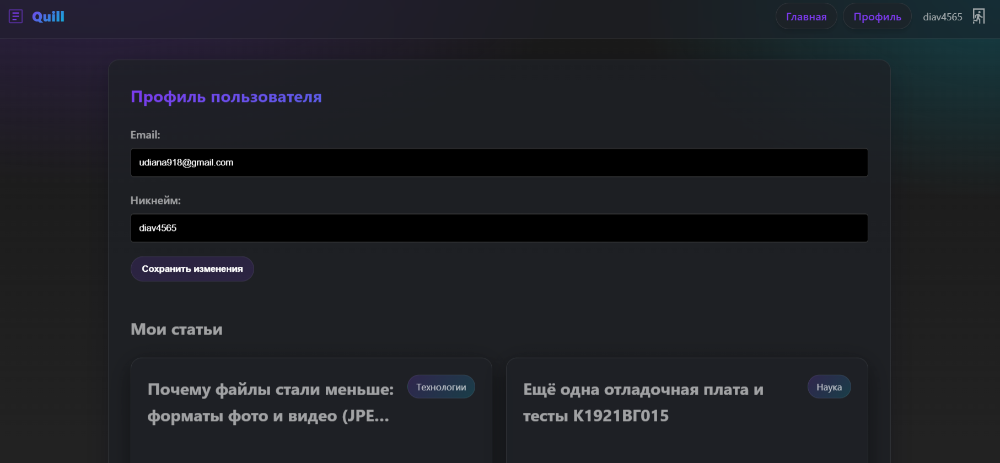 Quill
Главная
Профиль
diav4565
Профиль пользователя
Email:
udiana918@gmail.com
Никнейм:
diav4565
Сохранить изменения
Мои статьи
Почему файлы стали меньше:
форматы фото и видео (JPE...
Технологии
Ещё одна отладочная плата и
тесты К1921ВГ015
Наука